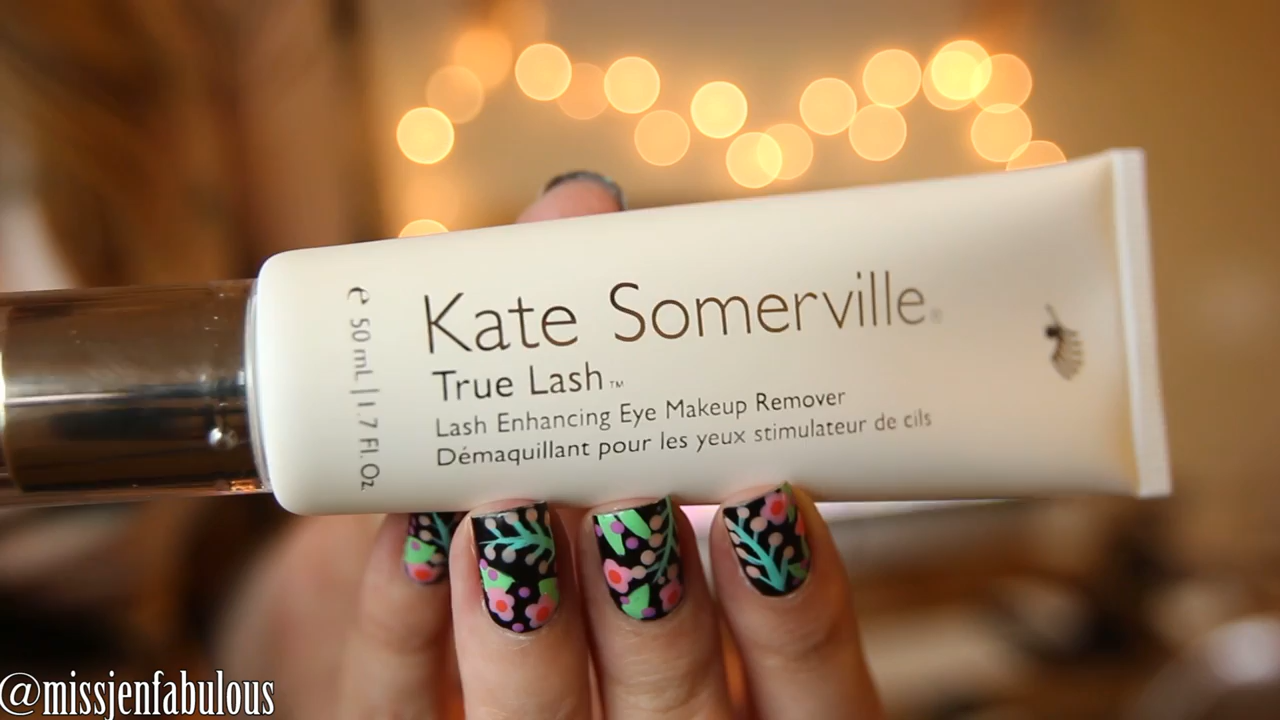 Kate Somerville®
True Lash™
Lash Enhancing Eye Makeup Remover
Démaquillant pour les yeux stimulateur de cils
e 50 mL | 1.7 Fl. Oz.
@missjenfabulous